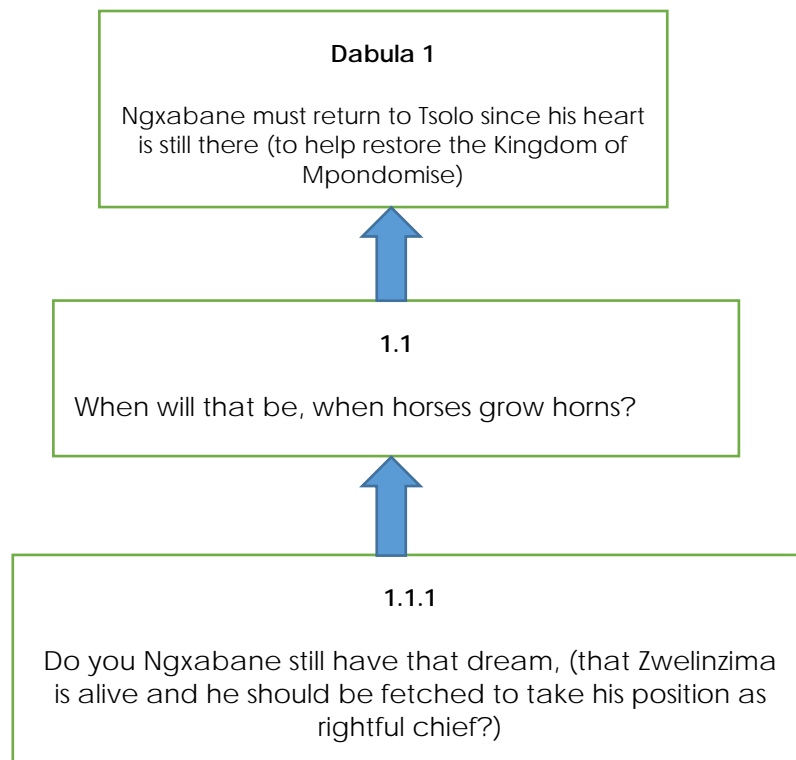 Dabula 1
Ngxabane must return to Tsolo since his heart
is still there (to help restore the Kingdom of
Mpondomise)
1.1
When will that be, when horses grow horns?
1.1.1
Do you Ngxabane still have that dream, (that Zwelinzima
is alive and he should be fetched to take his position as
rightful chief?)